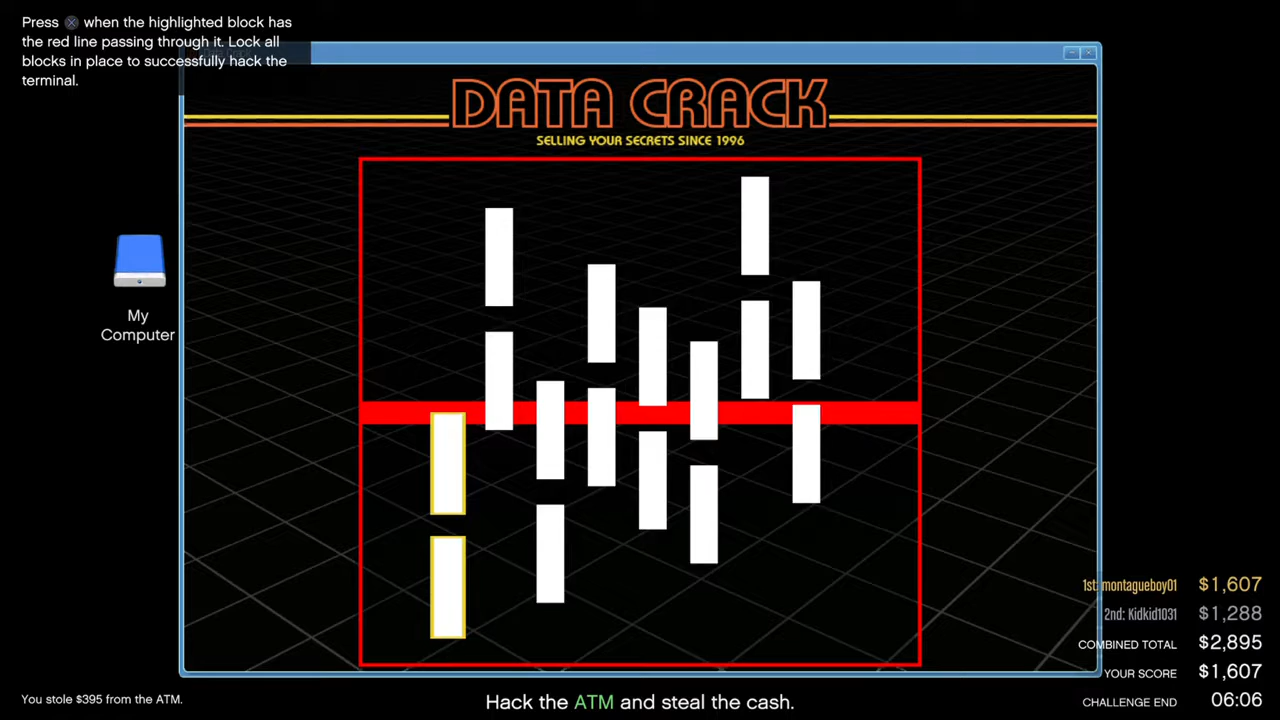 Press ⊗ when the highlighted block has
the red line passing through it. Lock all
blocks in place to successfully hack the
terminal.
DATA CRACK
SELLING YOUR SECRETS SINCE 1996
My
Computer
1st: montagueboy01 $1,607
2nd: Kidkid1031 $1,288
COMBINED TOTAL $2,895
YOUR SCORE $1,607
CHALLENGE END 06:06
You stole $395 from the ATM.
Hack the ATM and steal the cash.